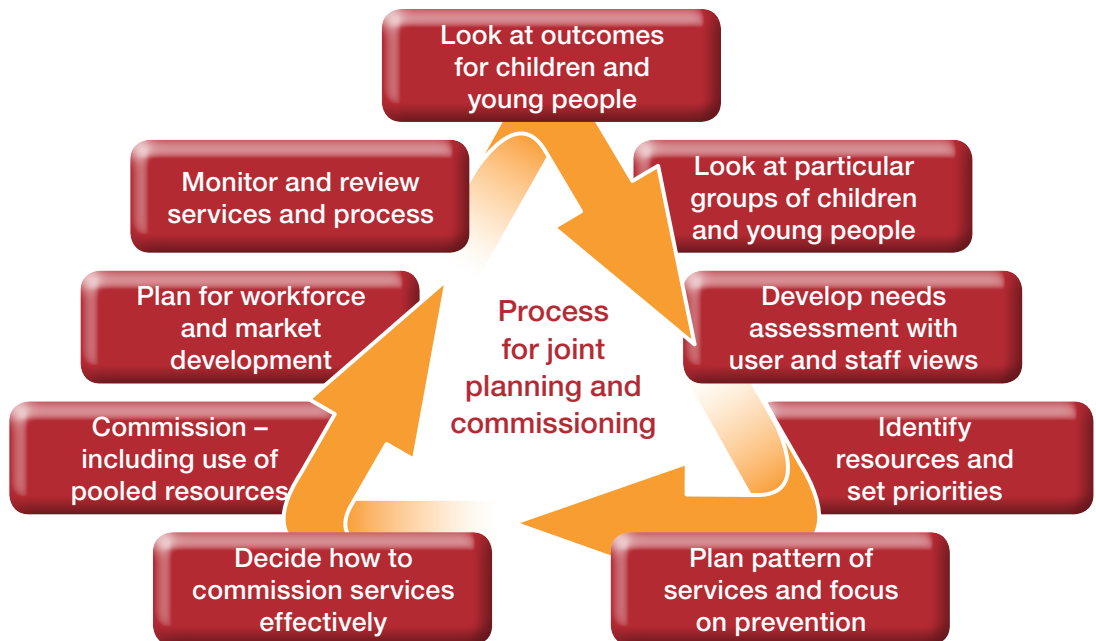 Look at outcomes
for children and
young people
Look at particular
groups of children
and young people
Develop needs
assessment with
user and staff views
Identify
resources and
set priorities
Plan pattern of
services and focus
on prevention
Decide how to
commission services
effectively
Commission –
including use of
pooled resources
Plan for workforce
and market
development
Monitor and review
services and process
Process
for joint
planning and
commissioning